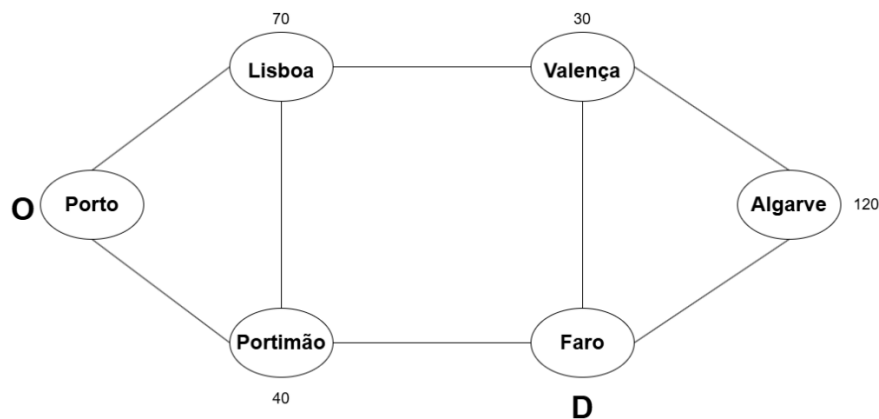 70
30
Lisboa
Valença
O
Porto
Algarve
120
Portimão
Faro
40
D